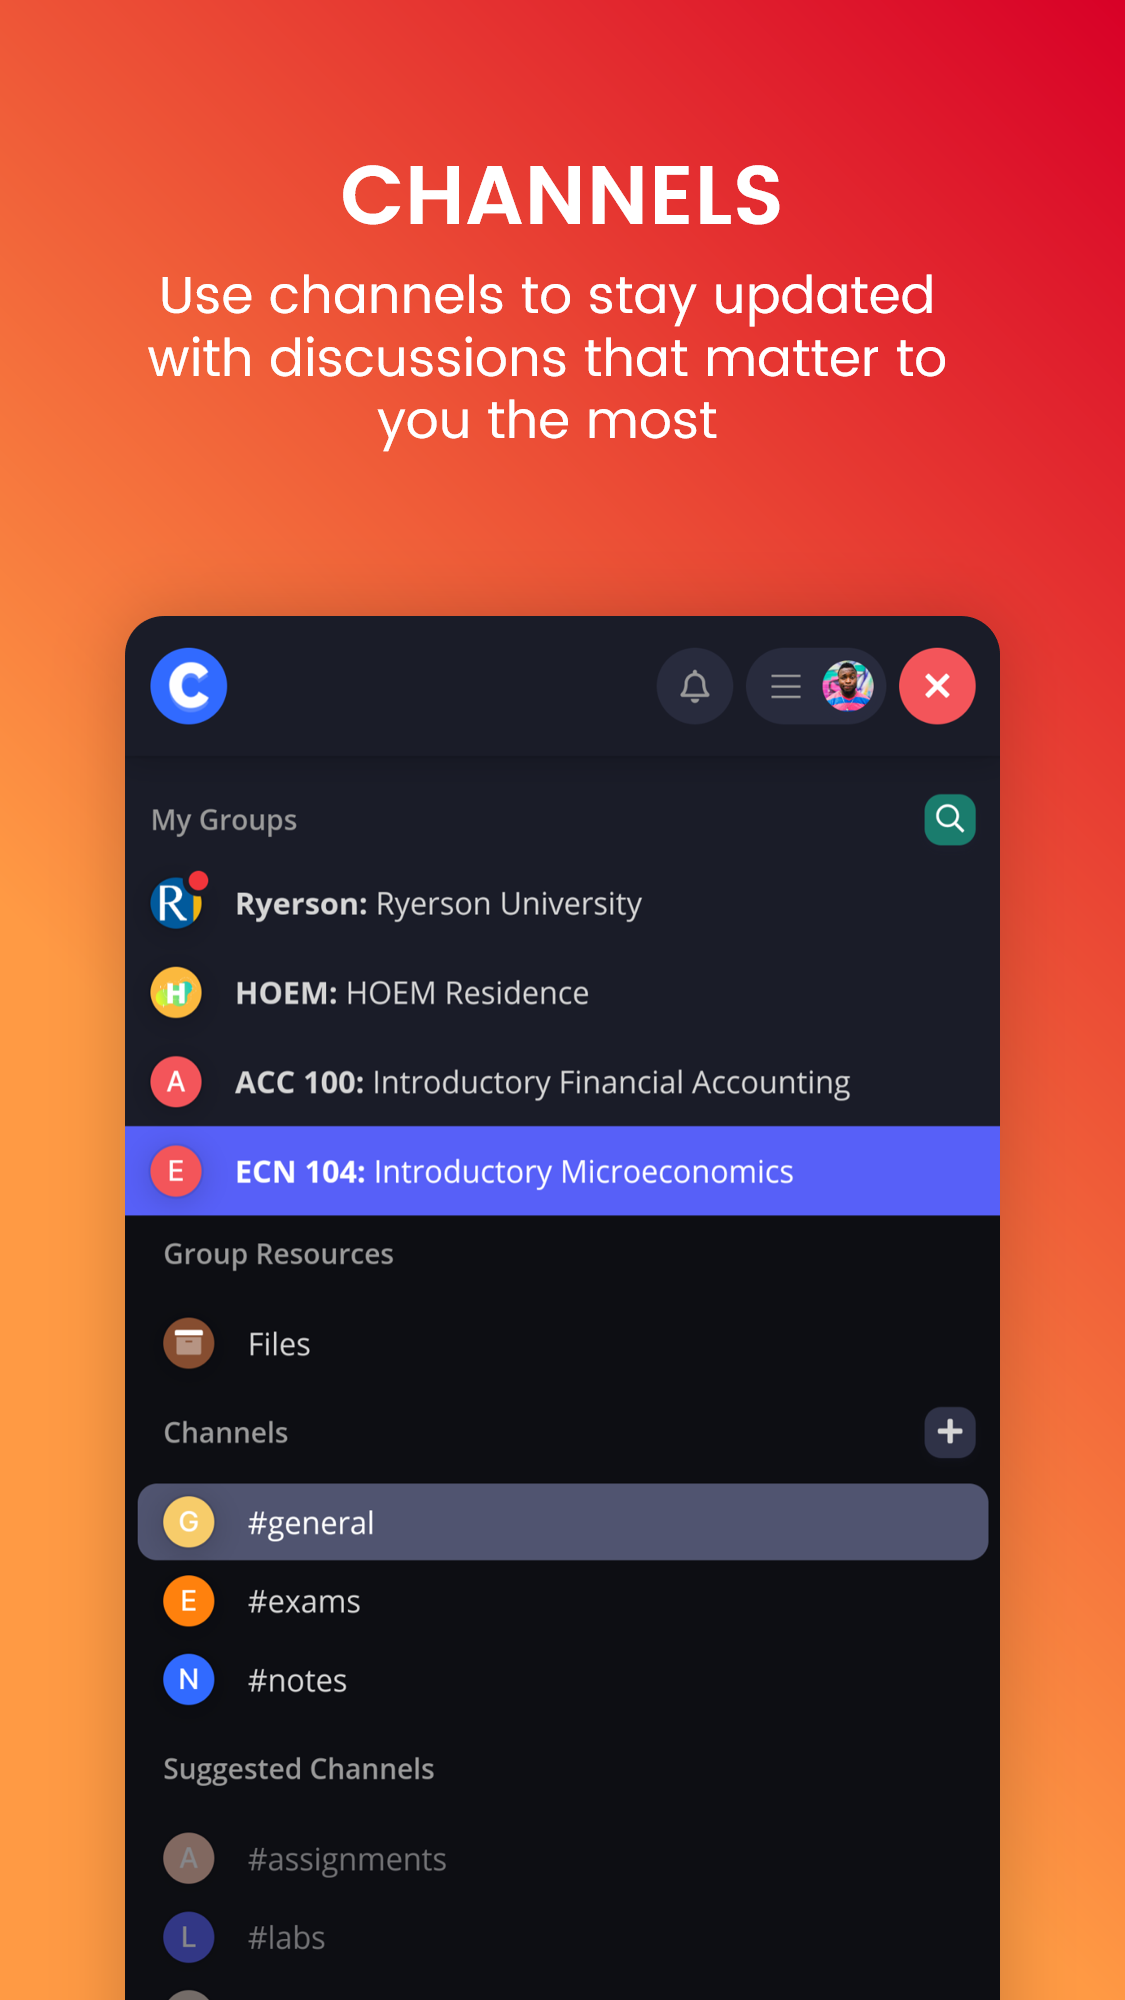 CHANNELS
Use channels to stay updated
with discussions that matter to
you the most
C
My Groups
R Ryerson: Ryerson University
H HOEM: HOEM Residence
A ACC 100: Introductory Financial Accounting
E ECN 104: Introductory Microeconomics
Group Resources
Files
Channels
G #general
E #exams
N #notes
Suggested Channels
A #assignments
L #labs